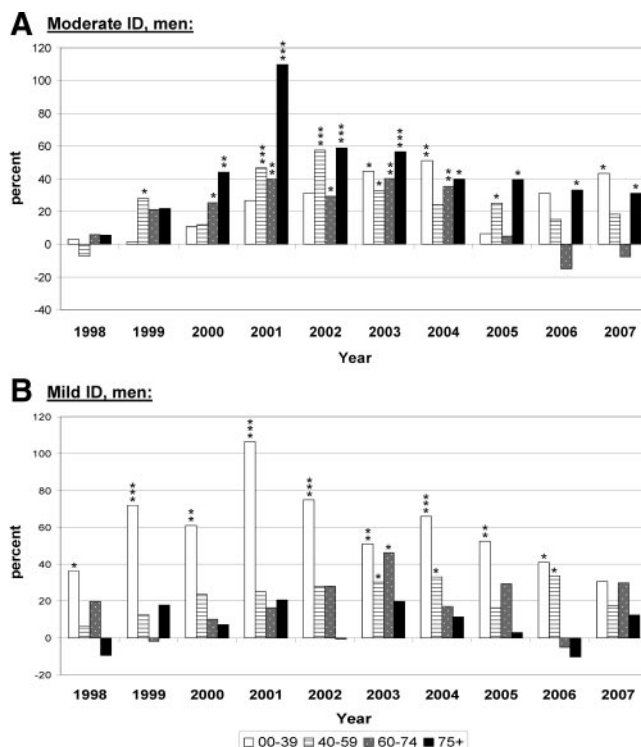 A Moderate ID, men:
120
100
80
60
40
20
0
-20
-40
percent
* * * * ** *** ** *** *** * *** * * ** *** ** ** * * * * * *
1998 1999 2000 2001 2002 2003 2004 2005 2006 2007
Year
B Mild ID, men:
120
100
80
60
40
20
0
-20
percent
* *** ** *** *** ** * * *** * ** * *
1998 1999 2000 2001 2002 2003 2004 2005 2006 2007
Year
00-39 40-59 60-74 75+